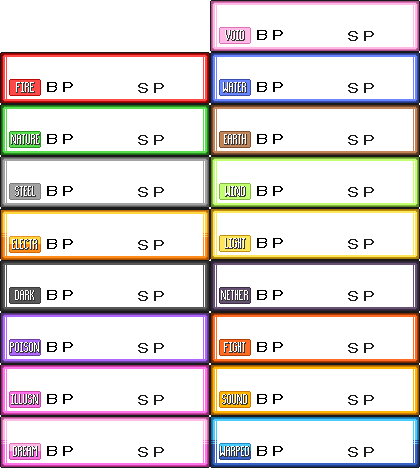 VOID BP SP
FIRE BP SP WATER BP SP
NATURE BP SP EARTH BP SP
STEEL BP SP WIND BP SP
ELECTR BP SP LIGHT BP SP
DARK BP SP NETHER BP SP
POISON BP SP FIGHT BP SP
ILLUSN BP SP SOUND BP SP
DREAM BP SP WARPED BP SP